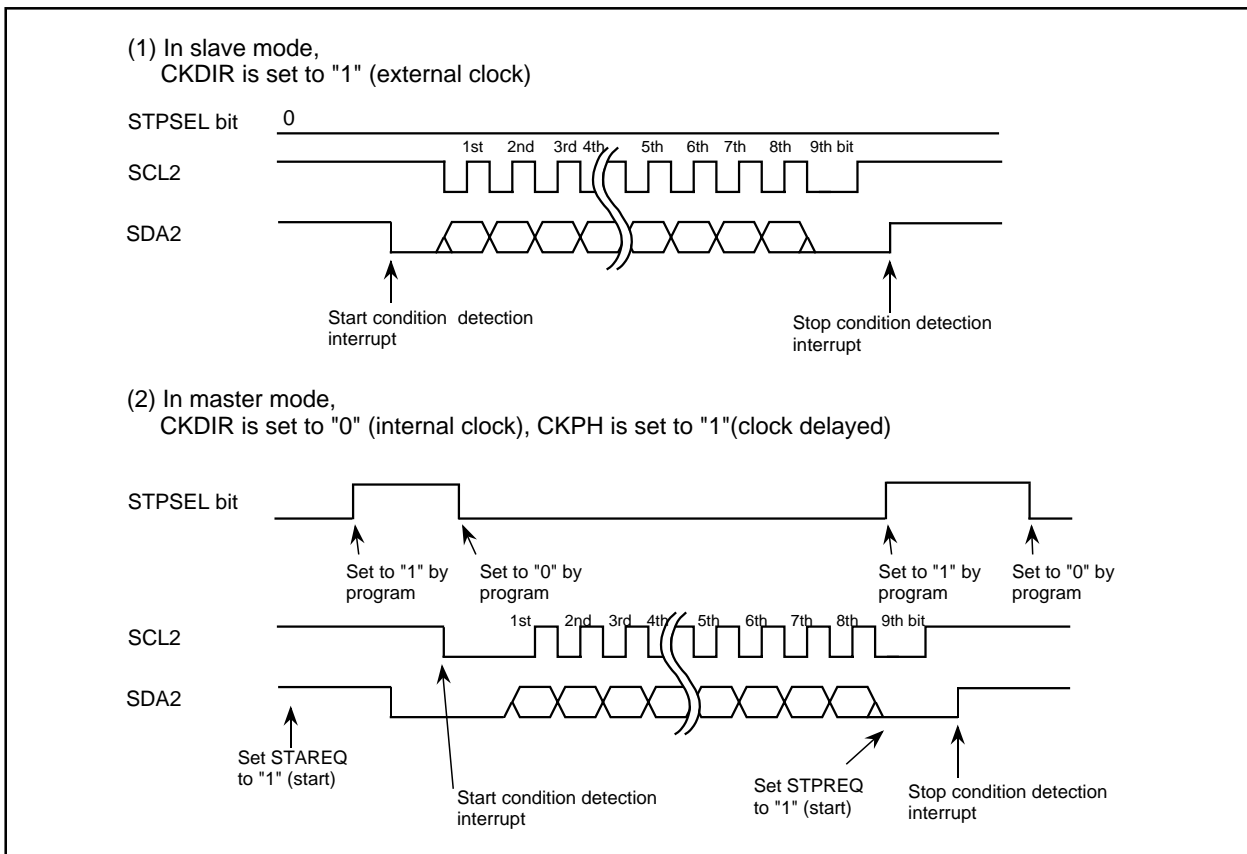 (1) In slave mode,
CKDIR is set to "1" (external clock)
STPSEL bit
0
1st 2nd 3rd 4th 5th 6th 7th 8th 9th bit
SCL2
SDA2
Start condition detection
interrupt
Stop condition detection
interrupt
(2) In master mode,
CKDIR is set to "0" (internal clock), CKPH is set to "1"(clock delayed)
STPSEL bit
Set to "1" by
program
Set to "0" by
program
Set to "1" by
program
Set to "0" by
program
1st 2nd 3rd 4th 5th 6th 7th 8th 9th bit
SCL2
SDA2
Set STAREQ
to "1" (start)
Start condition detection
interrupt
Set STPREQ
to "1" (start)
Stop condition detection
interrupt